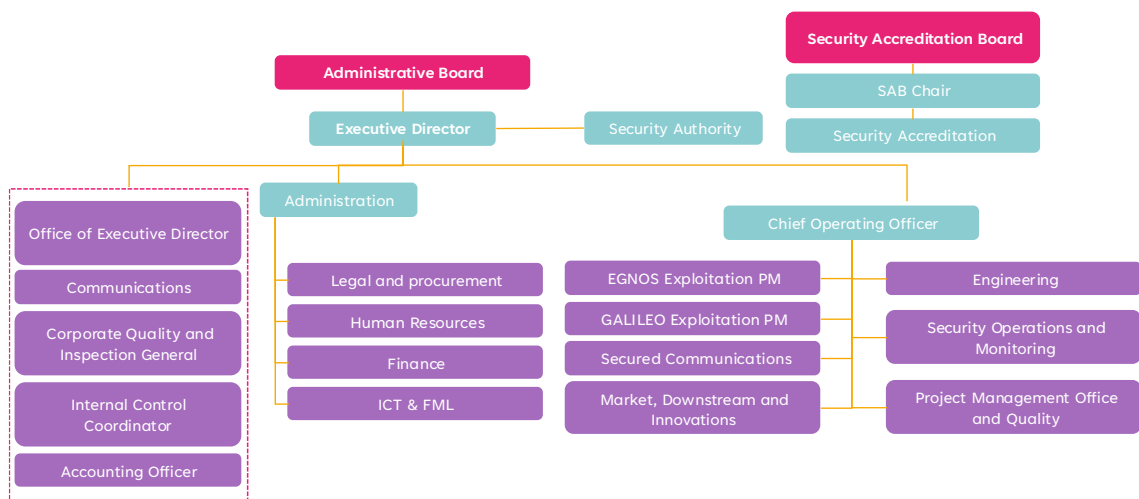 Security Accreditation Board
Administrative Board
SAB Chair
Executive Director
Security Authority
Security Accreditation
Administration
Chief Operating Officer
Office of Executive Director
Communications
Corporate Quality and
Inspection General
Internal Control
Coordinator
Accounting Officer
Legal and procurement
Human Resources
Finance
ICT & FML
EGNOS Exploitation PM
GALILEO Exploitation PM
Secured Communications
Market, Downstream and
Innovations
Engineering
Security Operations and
Monitoring
Project Management Office
and Quality